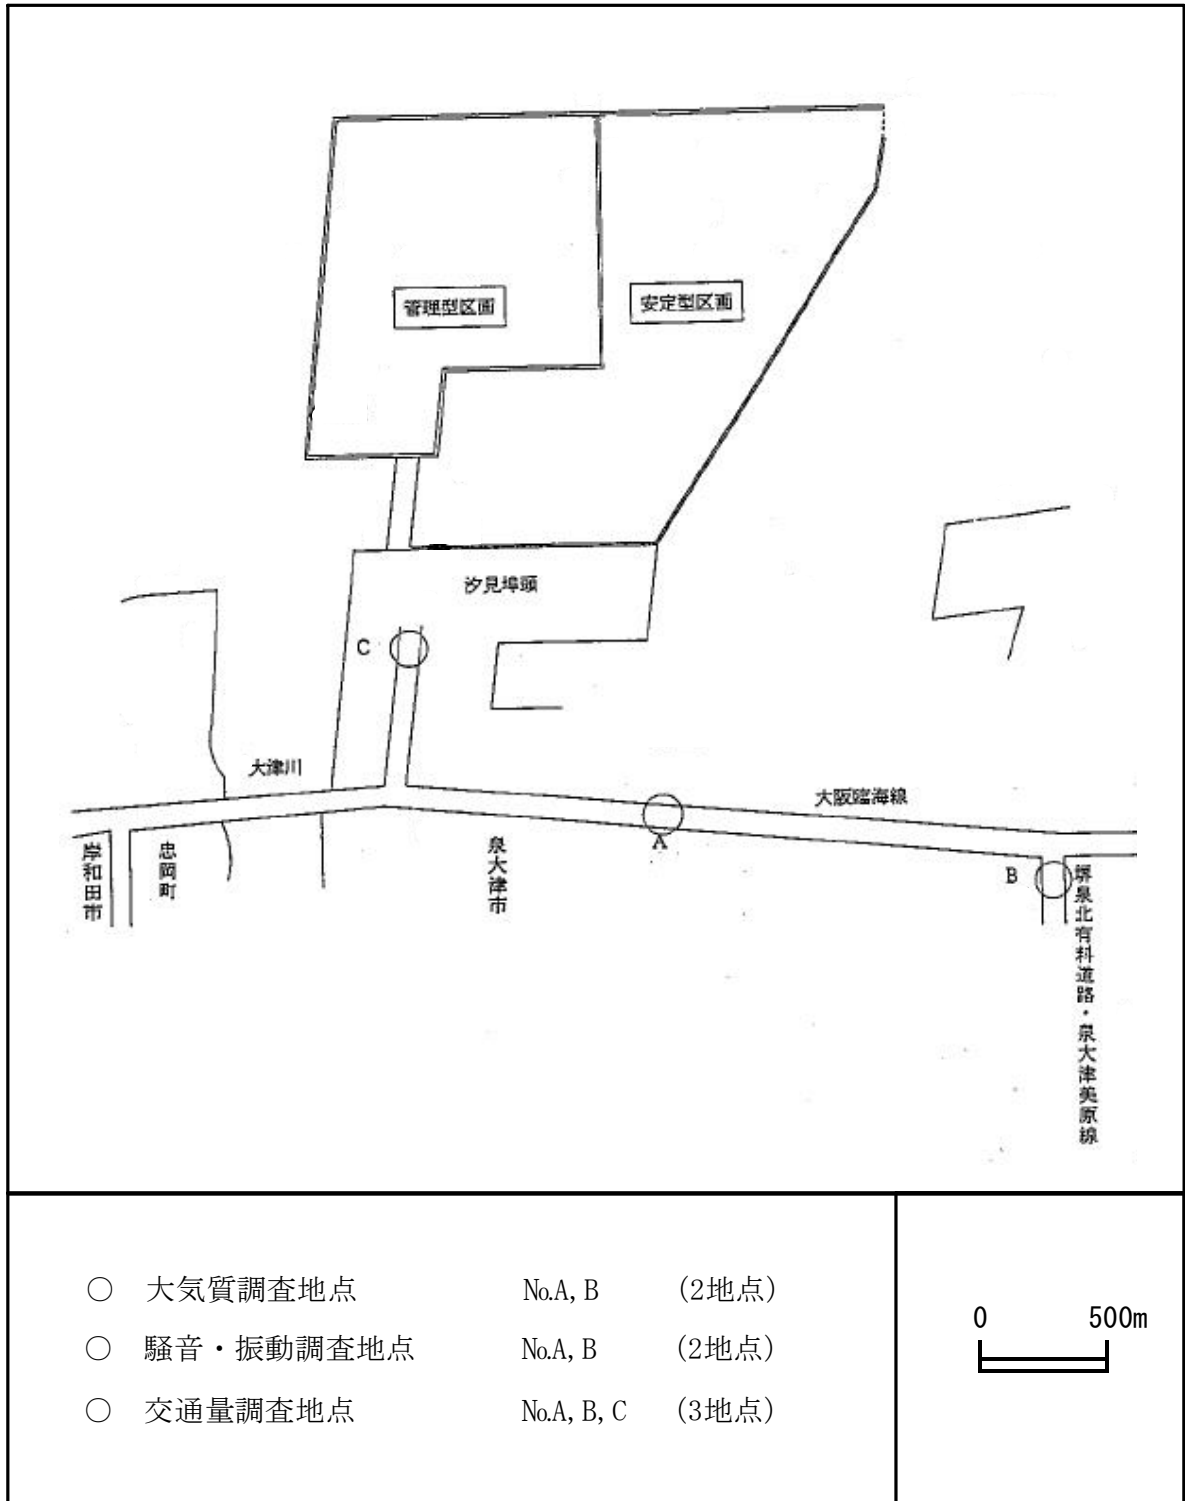 管理型区画
安定型区画
汐見埠頭
C
大津川
大阪臨海線
A
B
岸和田市
忠岡町
泉大津市
堺泉北有料道路・泉大津美原線
○ 大気質調査地点 No.A, B (2地点)
○ 騒音・振動調査地点 No.A, B (2地点)
○ 交通量調査地点 No.A, B, C (3地点)
0 500m